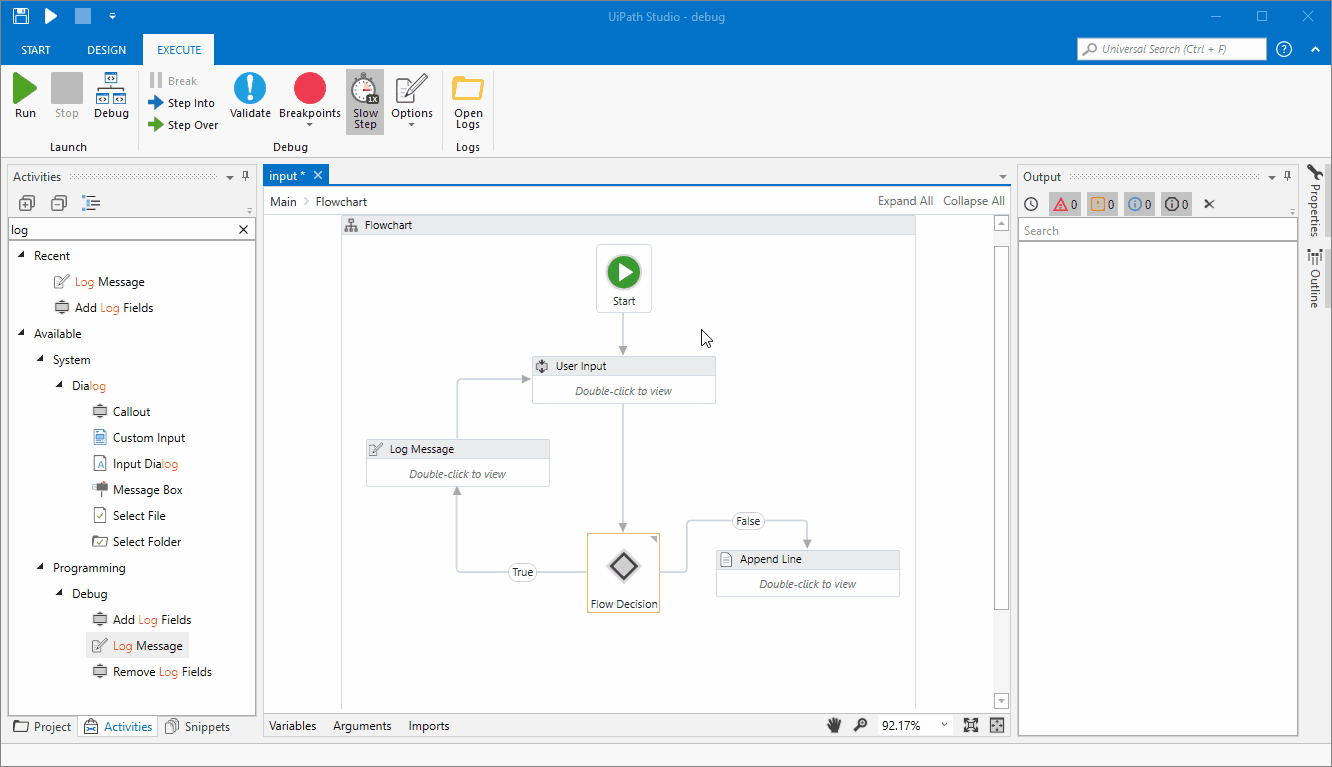 UiPath Studio - debug
START DESIGN EXECUTE
Universal Search (Ctrl + F)
Run
Stop
Debug
Launch
Break
Step Into
Step Over
Validate
Breakpoints
Slow
Step
1X
Options
Debug
Open
Logs
Logs
Activities
log
Recent
Log Message
Add Log Fields
Available
System
Dialog
Callout
Custom Input
Input Dialog
Message Box
Select File
Select Folder
Programming
Debug
Add Log Fields
Log Message
Remove Log Fields
Project Activities Snippets
input *
Main Flowchart
Expand All Collapse All
Flowchart
Start
User Input
Double-click to view
Log Message
Double-click to view
True
Flow Decision
False
Append Line
Double-click to view
Variables Arguments Imports
92.17%
Output
0 0 0 0
Search
Properties
Outline